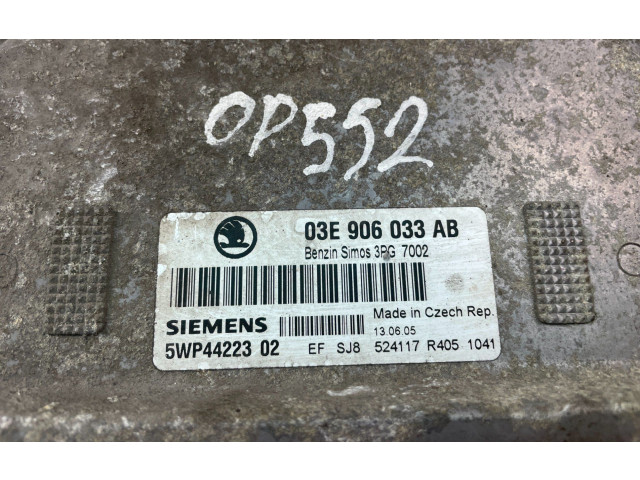 OP552
03E 906 033 AB
Benzin Simos 3PG 7002
SIEMENS
Made in Czech Rep.
13.06.05
5WP44223 02 EF SJ8 524117 R405 1041